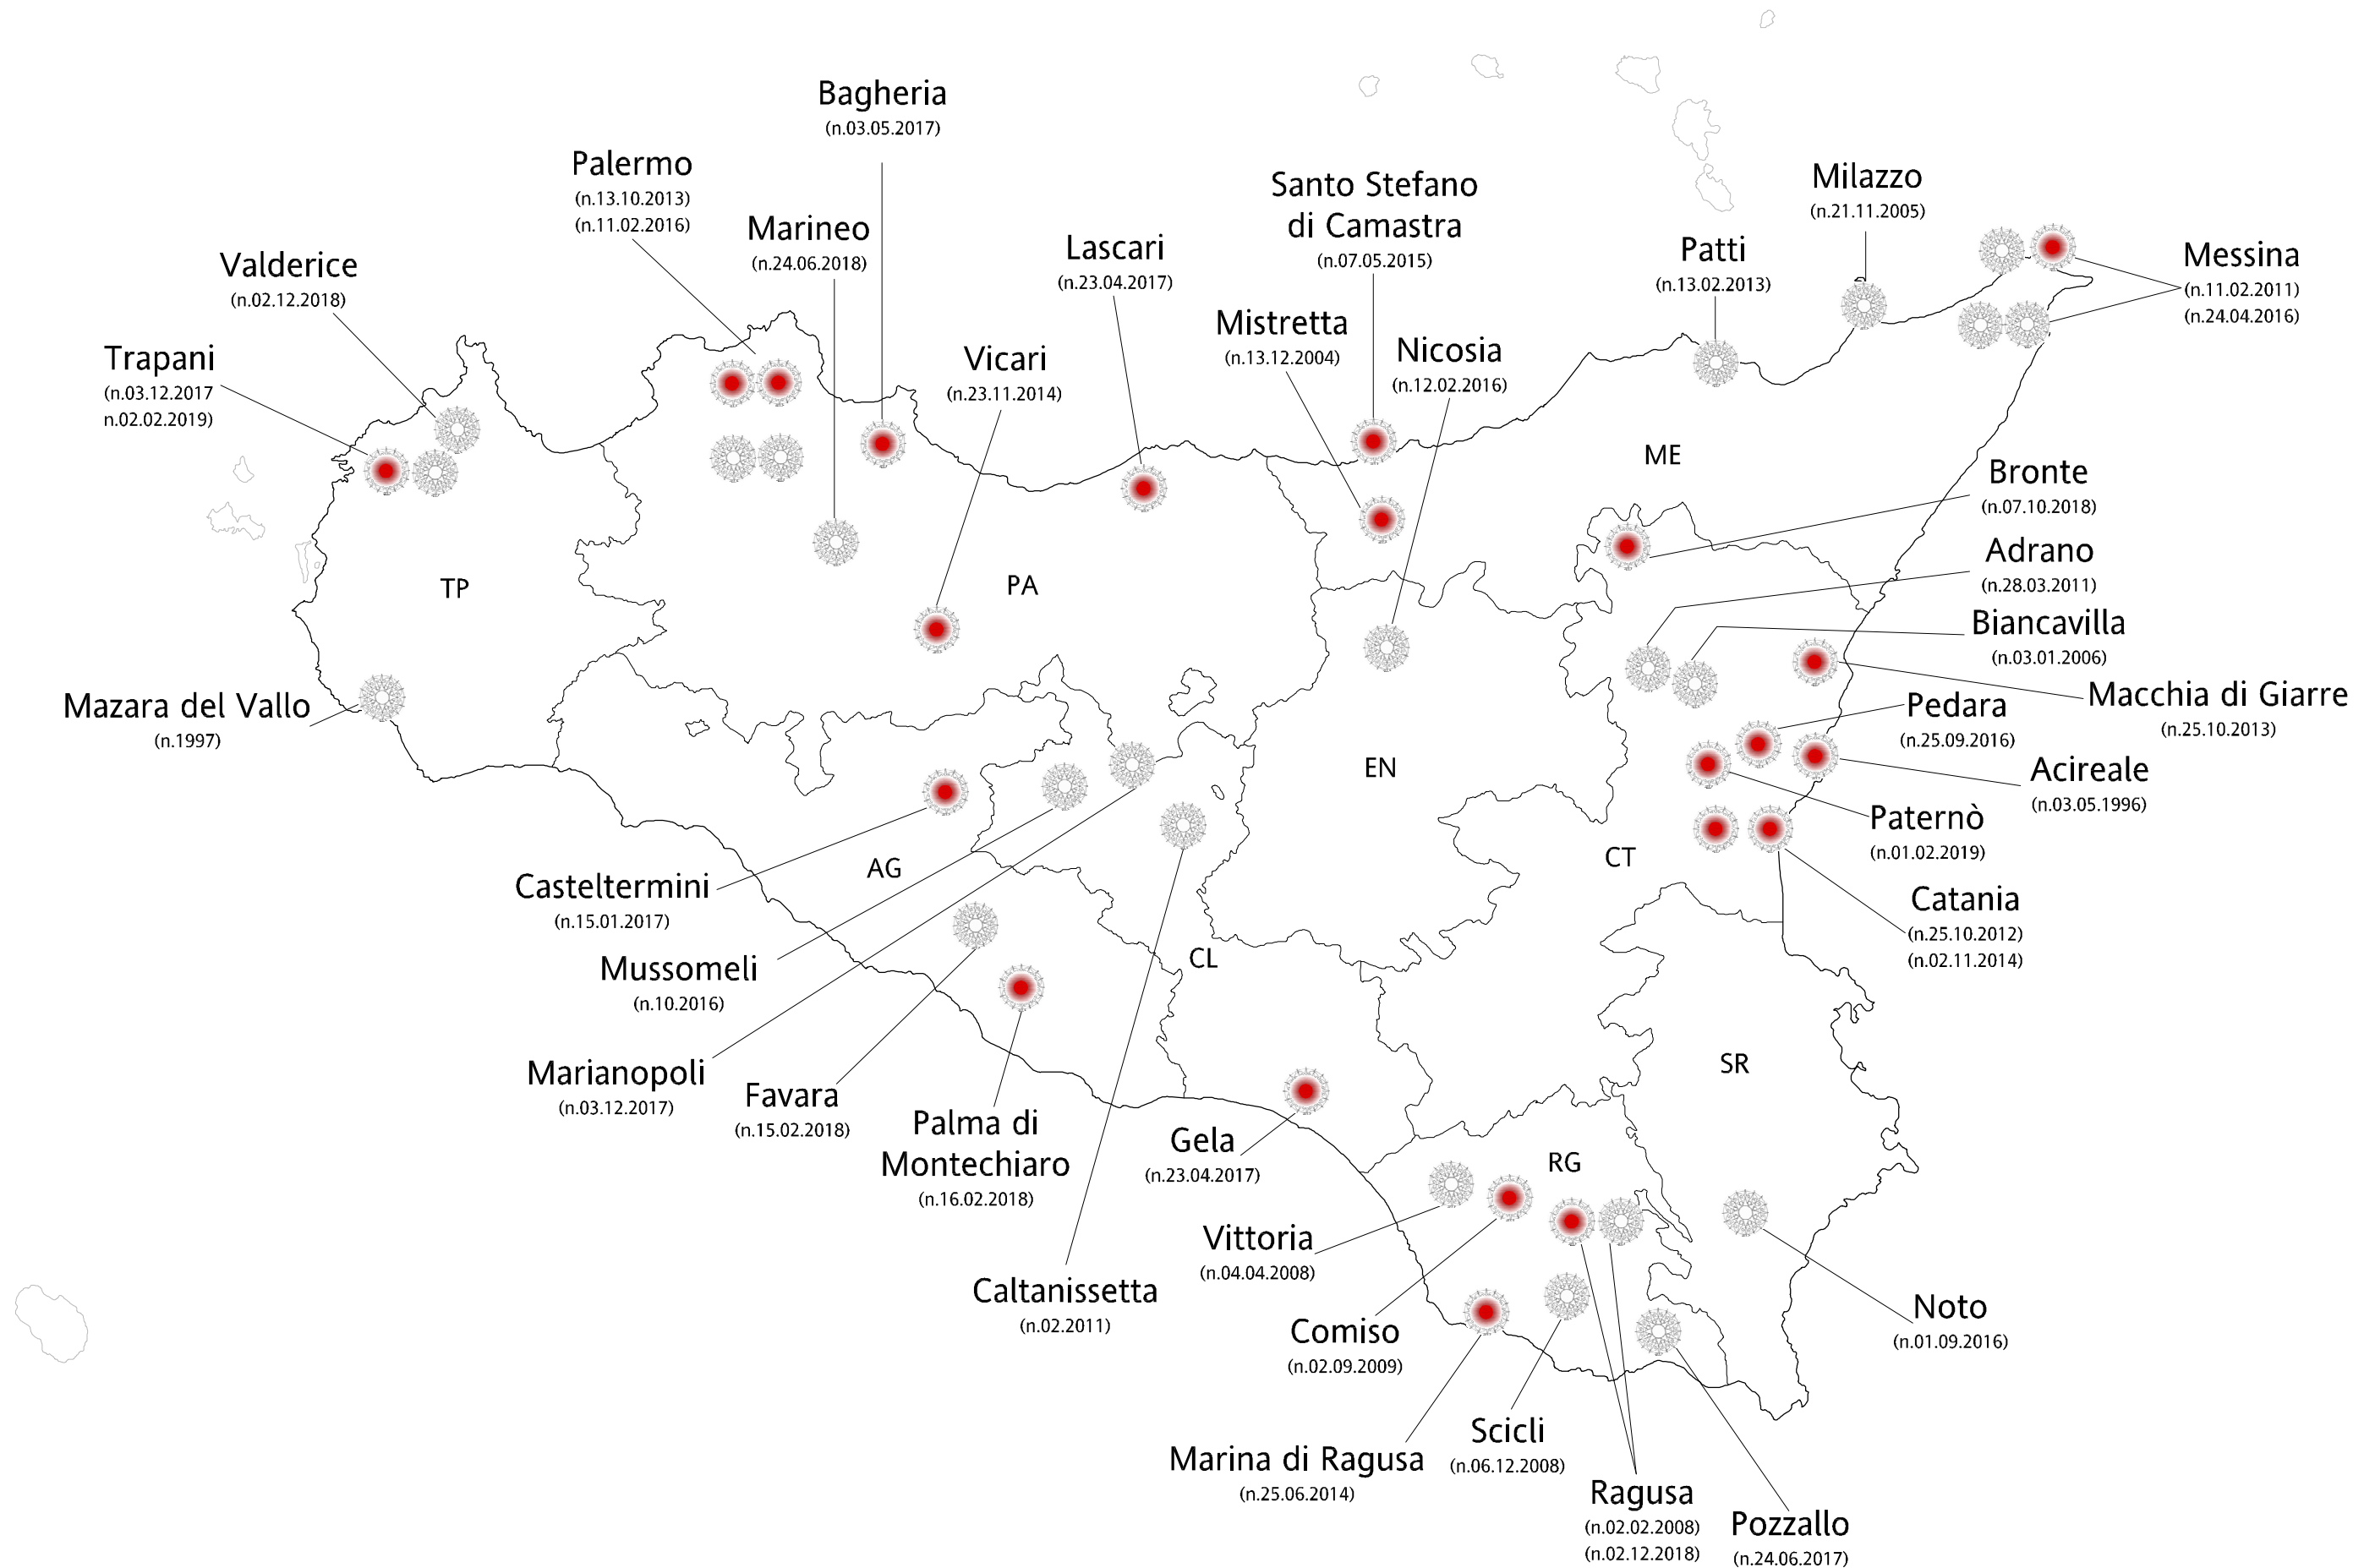 Bagheria
(n.03.05.2017)
Palermo
(n.13.10.2013)
(n.11.02.2016)
Marineo
(n.24.06.2018)
Valderice
(n.02.12.2018)
Trapani
(n.03.12.2017
n.02.02.2019)
Lascari
(n.23.04.2017)
Vicari
(n.23.11.2014)
Santo Stefano
di Camastra
(n.07.05.2015)
Mistretta
(n.13.12.2004)
Nicosia
(n.12.02.2016)
Patti
(n.13.02.2013)
Milazzo
(n.21.11.2005)
Messina
(n.11.02.2011)
(n.24.04.2016)
ME
Bronte
(n.07.10.2018)
Adrano
(n.28.03.2011)
Biancavilla
(n.03.01.2006)
Macchia di Giarre
(n.25.10.2013)
Pedara
(n.25.09.2016)
Acireale
(n.03.05.1996)
Paternò
(n.01.02.2019)
Catania
(n.25.10.2012)
(n.02.11.2014)
TP
PA
Mazara del Vallo
(n.1997)
EN
CT
AG
CL
SR
RG
Casteltermini
(n.15.01.2017)
Mussomeli
(n.10.2016)
Marianopoli
(n.03.12.2017)
Favara
(n.15.02.2018)
Palma di
Montechiaro
(n.16.02.2018)
Caltanissetta
(n.02.2011)
Gela
(n.23.04.2017)
Vittoria
(n.04.04.2008)
Comiso
(n.02.09.2009)
Marina di Ragusa
(n.25.06.2014)
Scicli
(n.06.12.2008)
Ragusa
(n.02.02.2008)
(n.02.12.2018)
Pozzallo
(n.24.06.2017)
Noto
(n.01.09.2016)